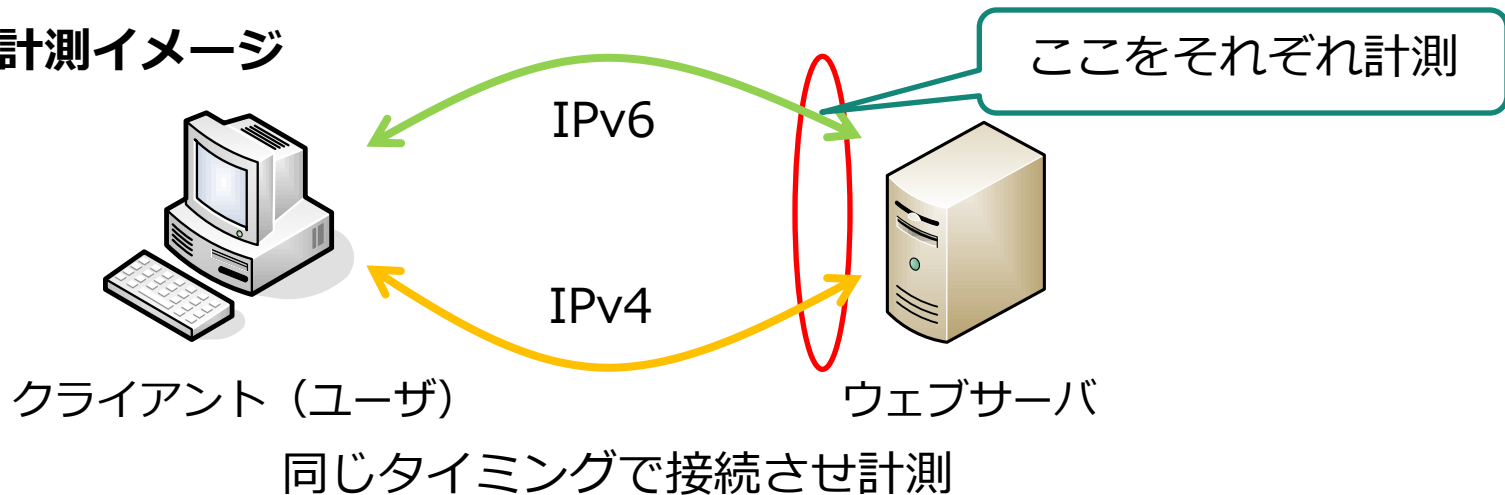 計測イメージ
ここをそれぞれ計測
IPv6
IPv4
クライアント（ユーザ）
ウェブサーバ
同じタイミングで接続させ計測